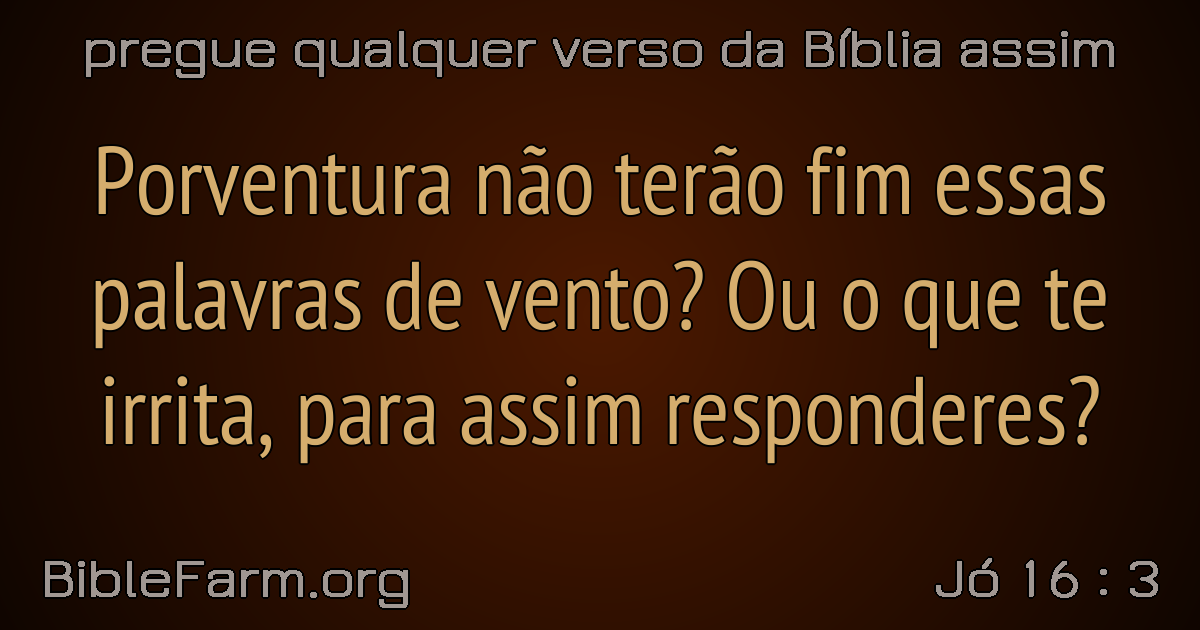 pregue qualquer verso da Bíblia assim
Porventura não terão fim essas
palavras de vento? Ou o que te
irrita, para assim responderes?
BibleFarm.org
Jó 16 : 3